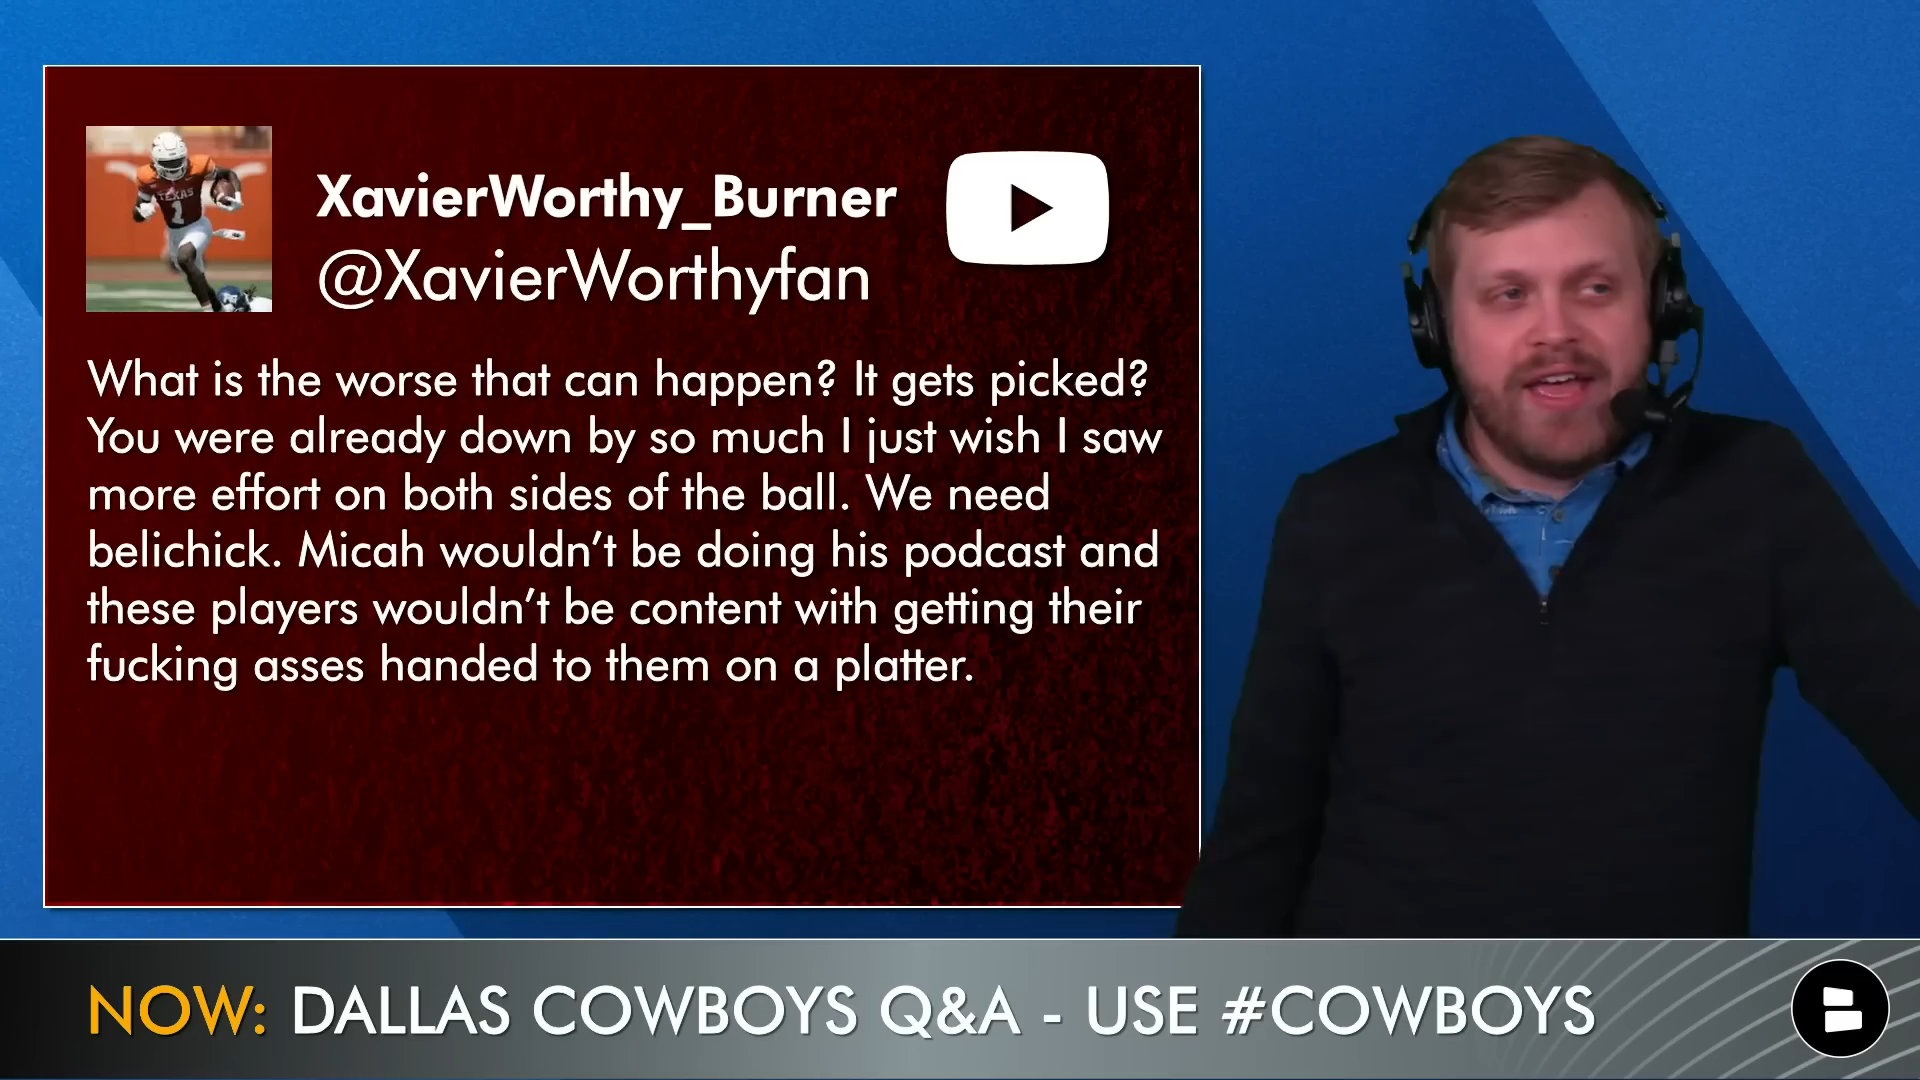 XavierWorthy_Burner
@XavierWorthyfan
What is the worse that can happen? It gets picked?
You were already down by so much I just wish I saw
more effort on both sides of the ball. We need
belichick. Micah wouldn't be doing his podcast and
these players wouldn't be content with getting their
fucking asses handed to them on a platter.
TEXAS
1
NOW: DALLAS COWBOYS Q&A - USE #COWBOYS